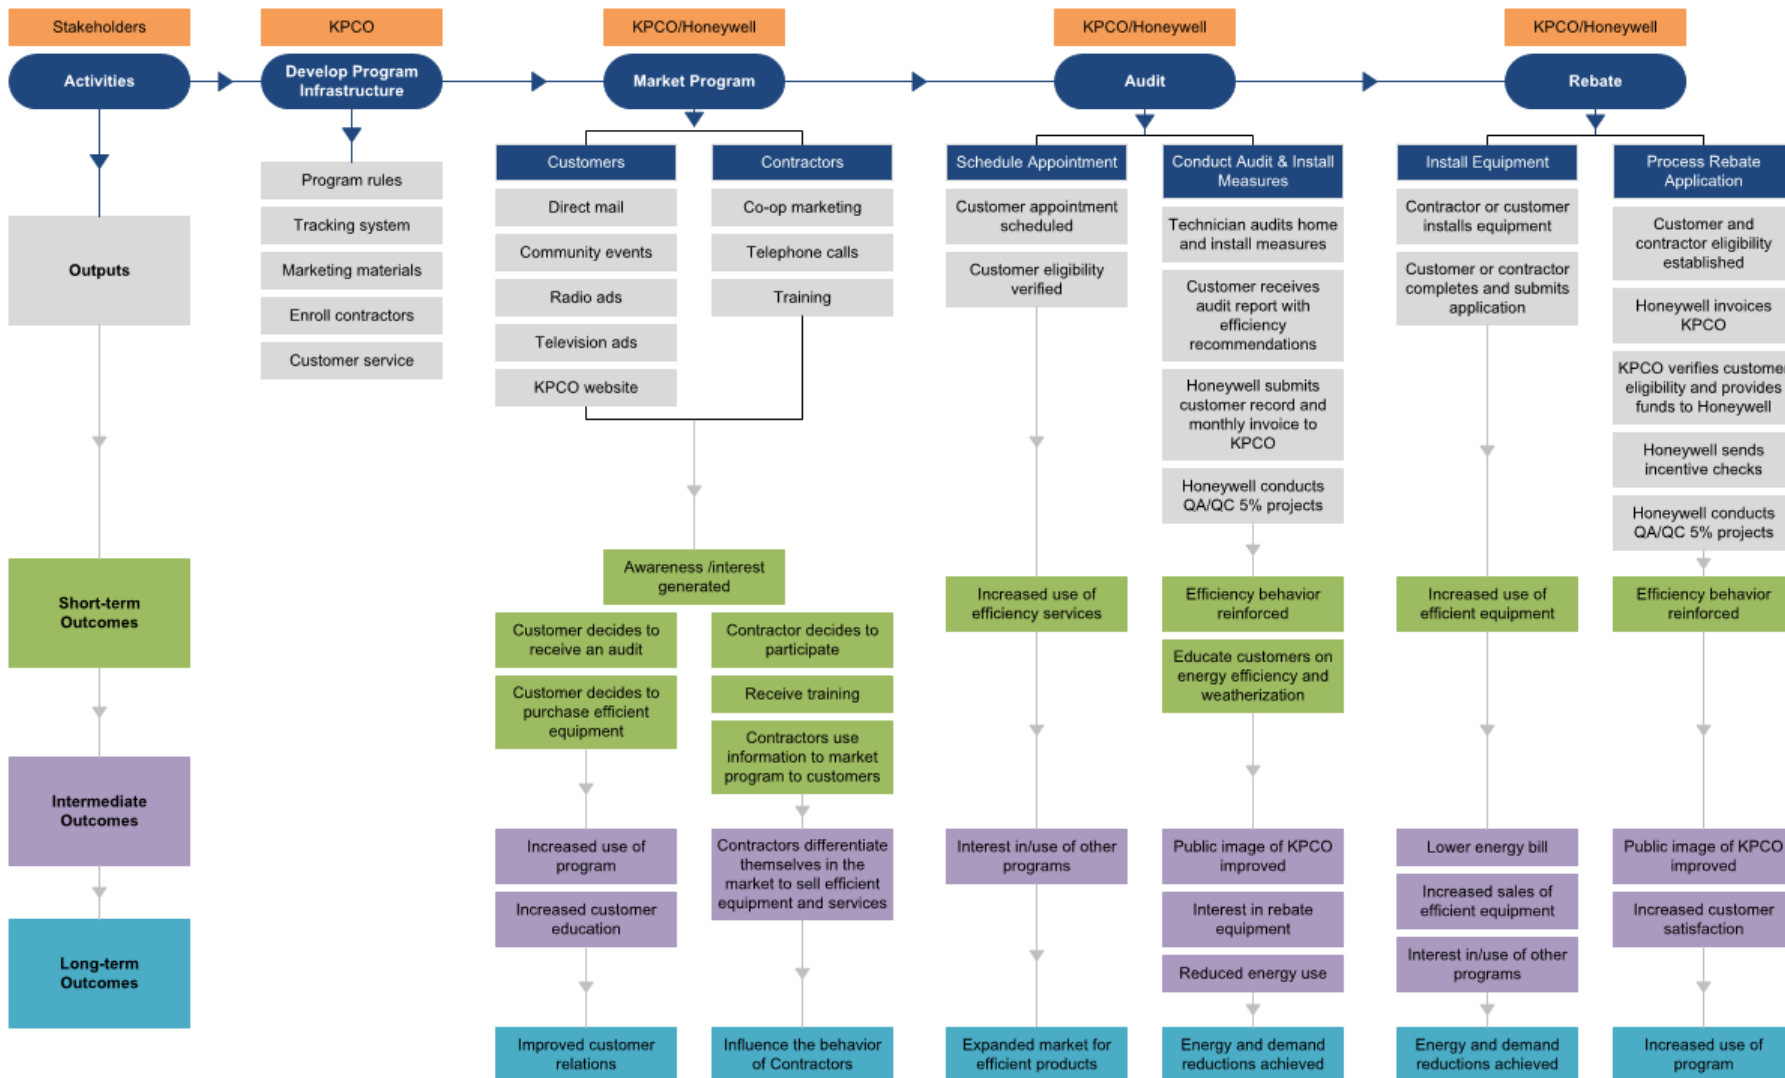 Stakeholders
KPCO
KPCO/Honeywell
KPCO/Honeywell
KPCO/Honeywell
Activities
Develop Program
Infrastructure
Market Program
Audit
Rebate
Outputs
Short-term
Outcomes
Intermediate
Outcomes
Long-term
Outcomes
Program rules
Tracking system
Marketing materials
Enroll contractors
Customer service
Customers
Direct mail
Community events
Radio ads
Television ads
KPCO website
Contractors
Co-op marketing
Telephone calls
Training
Awareness /interest
generated
Customer decides to
receive an audit
Customer decides to
purchase efficient
equipment
Increased use of
program
Increased customer
education
Improved customer
relations
Contractor decides to
participate
Receive training
Contractors use
information to market
program to customers
Contractors differentiate
themselves in the
market to sell efficient
equipment and services
Influence the behavior
of Contractors
Schedule Appointment
Customer appointment
scheduled
Customer eligibility
verified
Increased use of
efficiency services
Interest in/use of other
programs
Expanded market for
efficient products
Conduct Audit & Install
Measures
Technician audits home
and install measures
Customer receives
audit report with
efficiency
recommendations
Honeywell submits
customer record and
monthly invoice to
KPCO
Honeywell conducts
QA/QC 5% projects
Efficiency behavior
reinforced
Educate customers on
energy efficiency and
weatherization
Public image of KPCO
improved
Interest in rebate
equipment
Reduced energy use
Energy and demand
reductions achieved
Install Equipment
Contractor or customer
installs equipment
Customer or contractor
completes and submits
application
Increased use of
efficient equipment
Lower energy bill
Increased sales of
efficient equipment
Interest in/use of other
programs
Energy and demand
reductions achieved
Process Rebate
Application
Customer and
contractor eligibility
established
Honeywell invoices
KPCO
KPCO verifies customer
eligibility and provides
funds to Honeywell
Honeywell sends
incentive checks
Honeywell conducts
QA/QC 5% projects
Efficiency behavior
reinforced
Public image of KPCO
improved
Increased customer
satisfaction
Increased use of
program